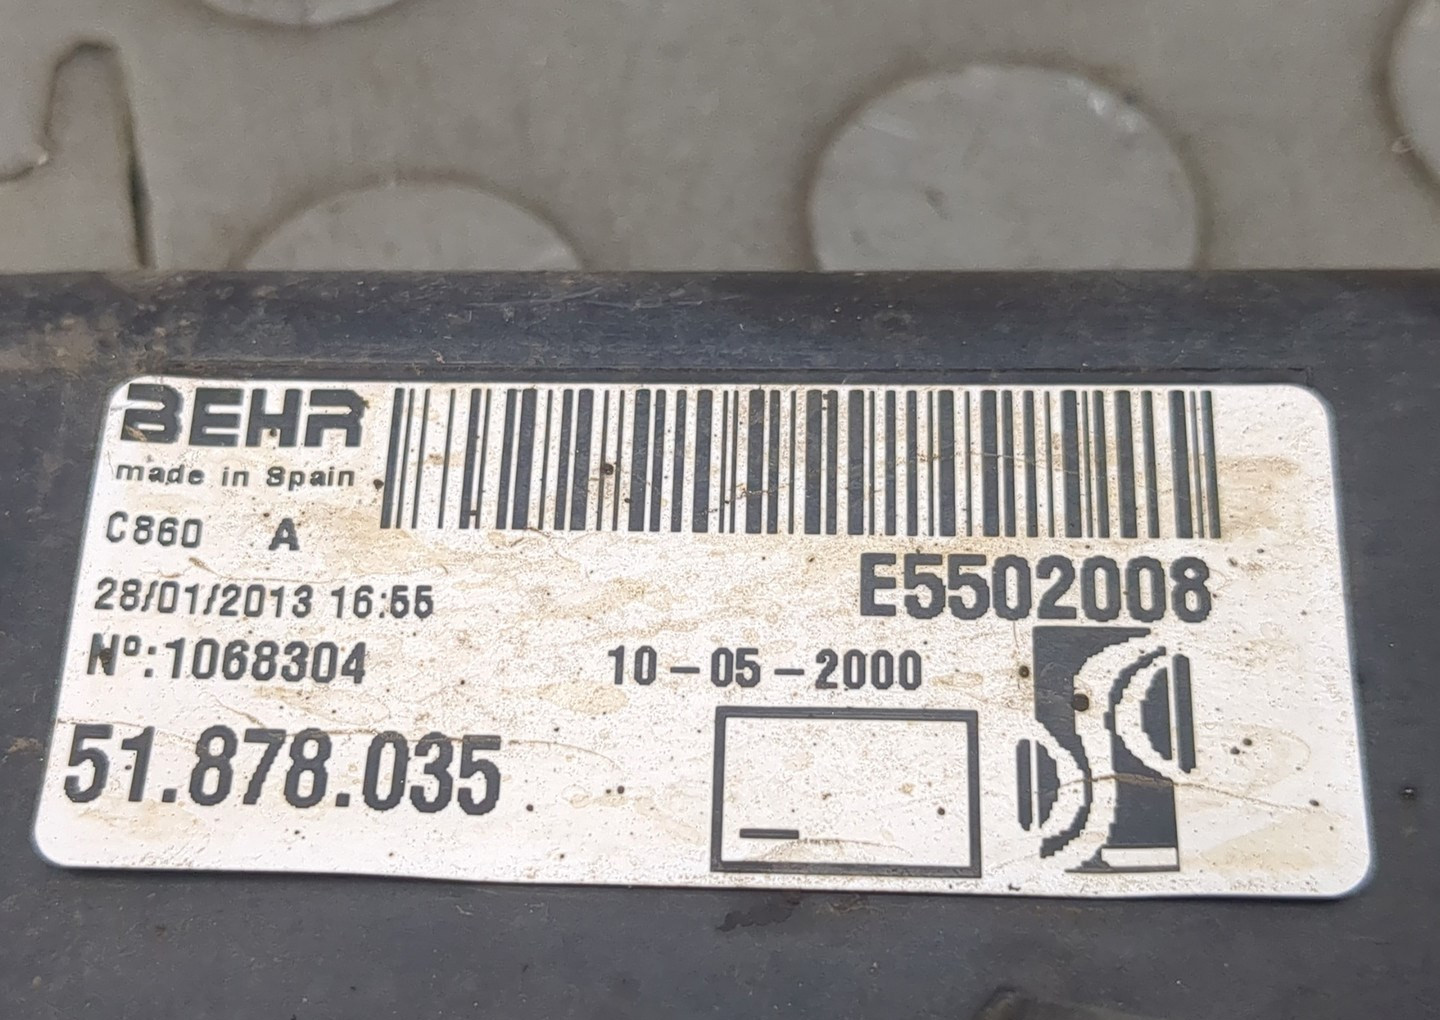 BEHR
made in Spain
C860 A
28/01/2013 16:55
Nº:1068304
51.878.035
E5502008
10-05-2000